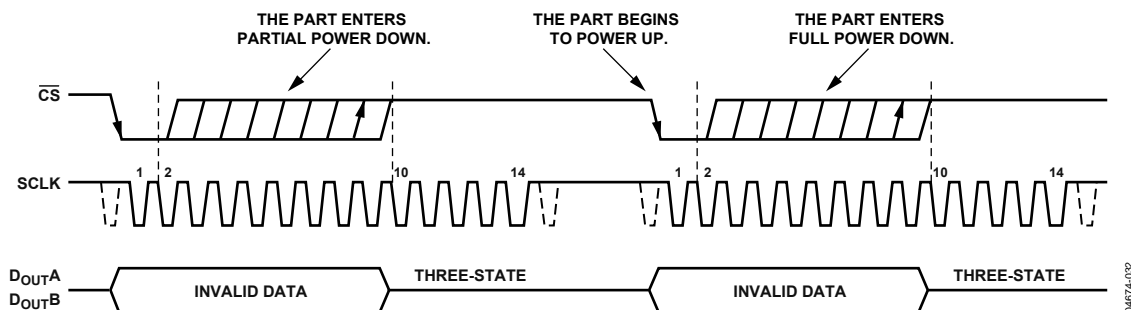 THE PART ENTERS
PARTIAL POWER DOWN.
THE PART BEGINS
TO POWER UP.
THE PART ENTERS
FULL POWER DOWN.
CS
SCLK
1 2 10 14 1 2 10 14
DOUTA
DOUTB
INVALID DATA THREE-STATE INVALID DATA THREE-STATE
04674-032